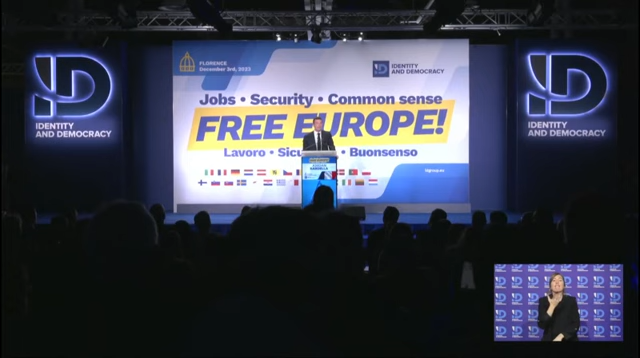 FLORENCE
December 3rd, 2023
IDENTITY
AND DEMOCRACY
Jobs • Security • Common sense
FREE EUROPE!
Lavoro • • Buonsenso
ID
IDENTITY
AND DEMOCRACY
ID
IDENTITY
AND DEMOCRACY